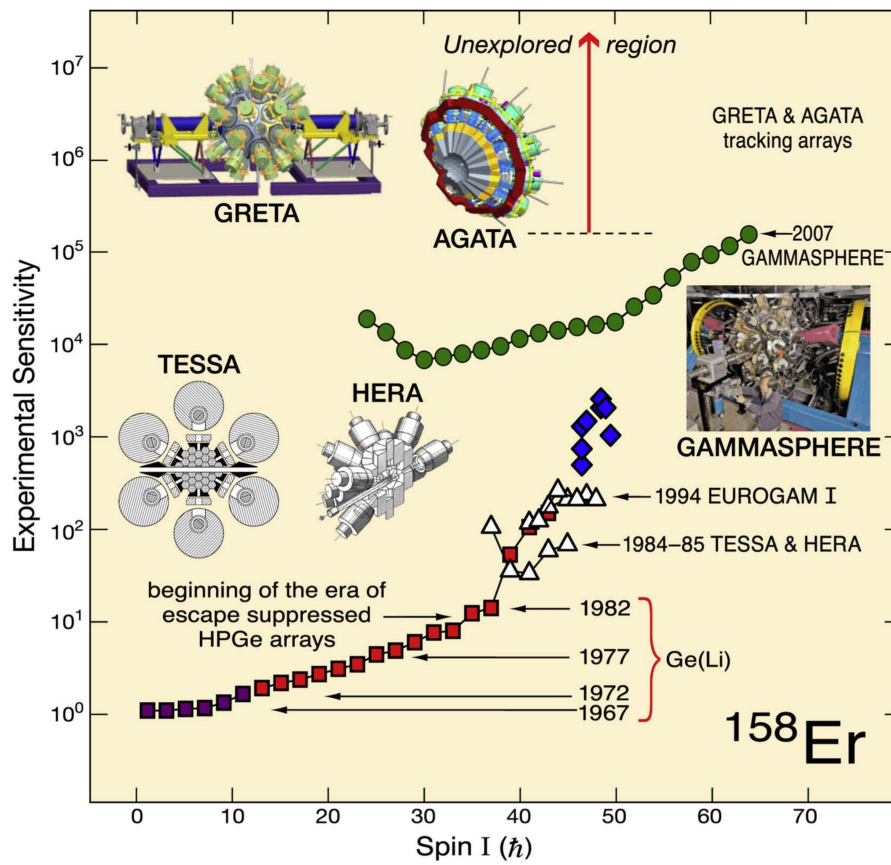 Experimental Sensitivity
10⁷
10⁶
10⁵
10⁴
10³
10²
10¹
10⁰
Unexplored region
GRETA & AGATA
tracking arrays
GRETA
AGATA
2007
GAMMASPHERE
TESSA
HERA
GAMMASPHERE
1994 EUROGAM I
1984–85 TESSA & HERA
beginning of the era of
escape suppressed
HPGe arrays
1982
1977
1972
1967
Ge(Li)
¹⁵⁸Er
0 10 20 30 40 50 60 70
Spin I (ℏ)